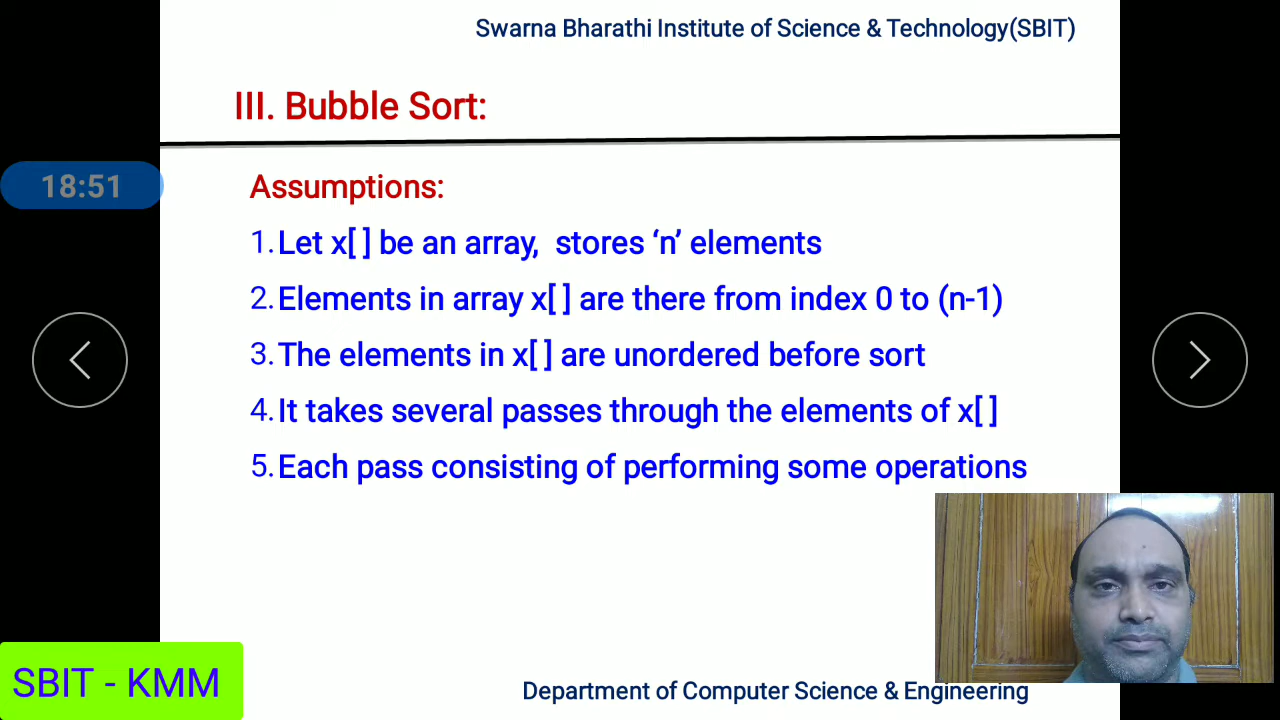 Swarna Bharathi Institute of Science & Technology(SBIT)
III. Bubble Sort:
18:51
Assumptions:
1. Let x[ ] be an array, stores ‘n’ elements
2. Elements in array x[ ] are there from index 0 to (n-1)
3. The elements in x[ ] are unordered before sort
4. It takes several passes through the elements of x[ ]
5. Each pass consisting of performing some operations
SBIT - KMM
Department of Computer Science & Engineering